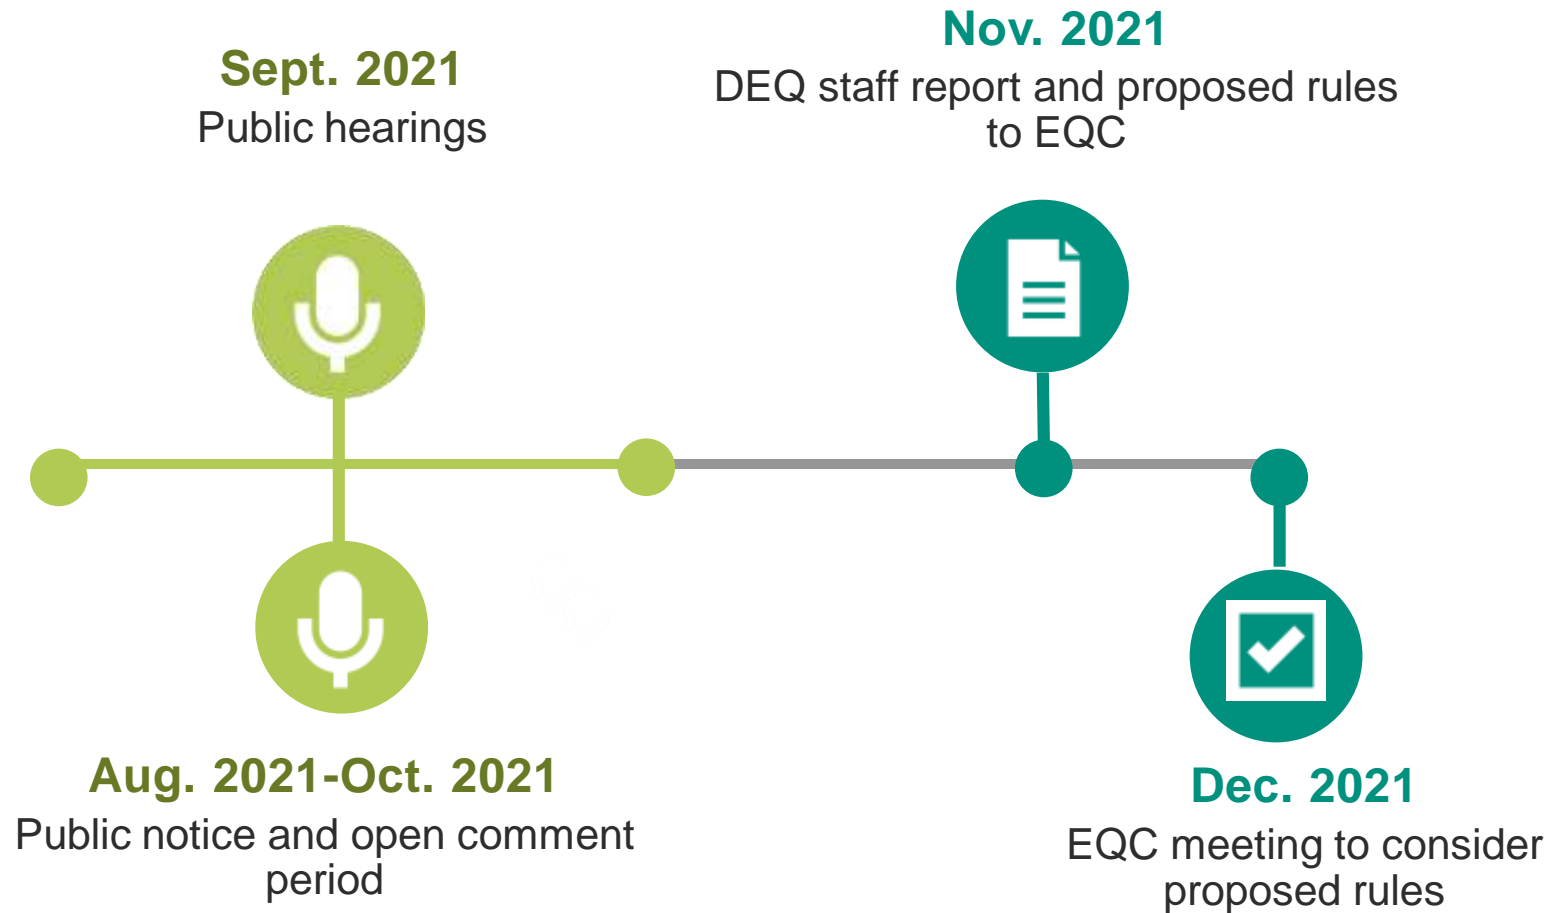 Sept. 2021
Public hearings
Nov. 2021
DEQ staff report and proposed rules
to EQC
Aug. 2021-Oct. 2021
Public notice and open comment
period
Dec. 2021
EQC meeting to consider
proposed rules